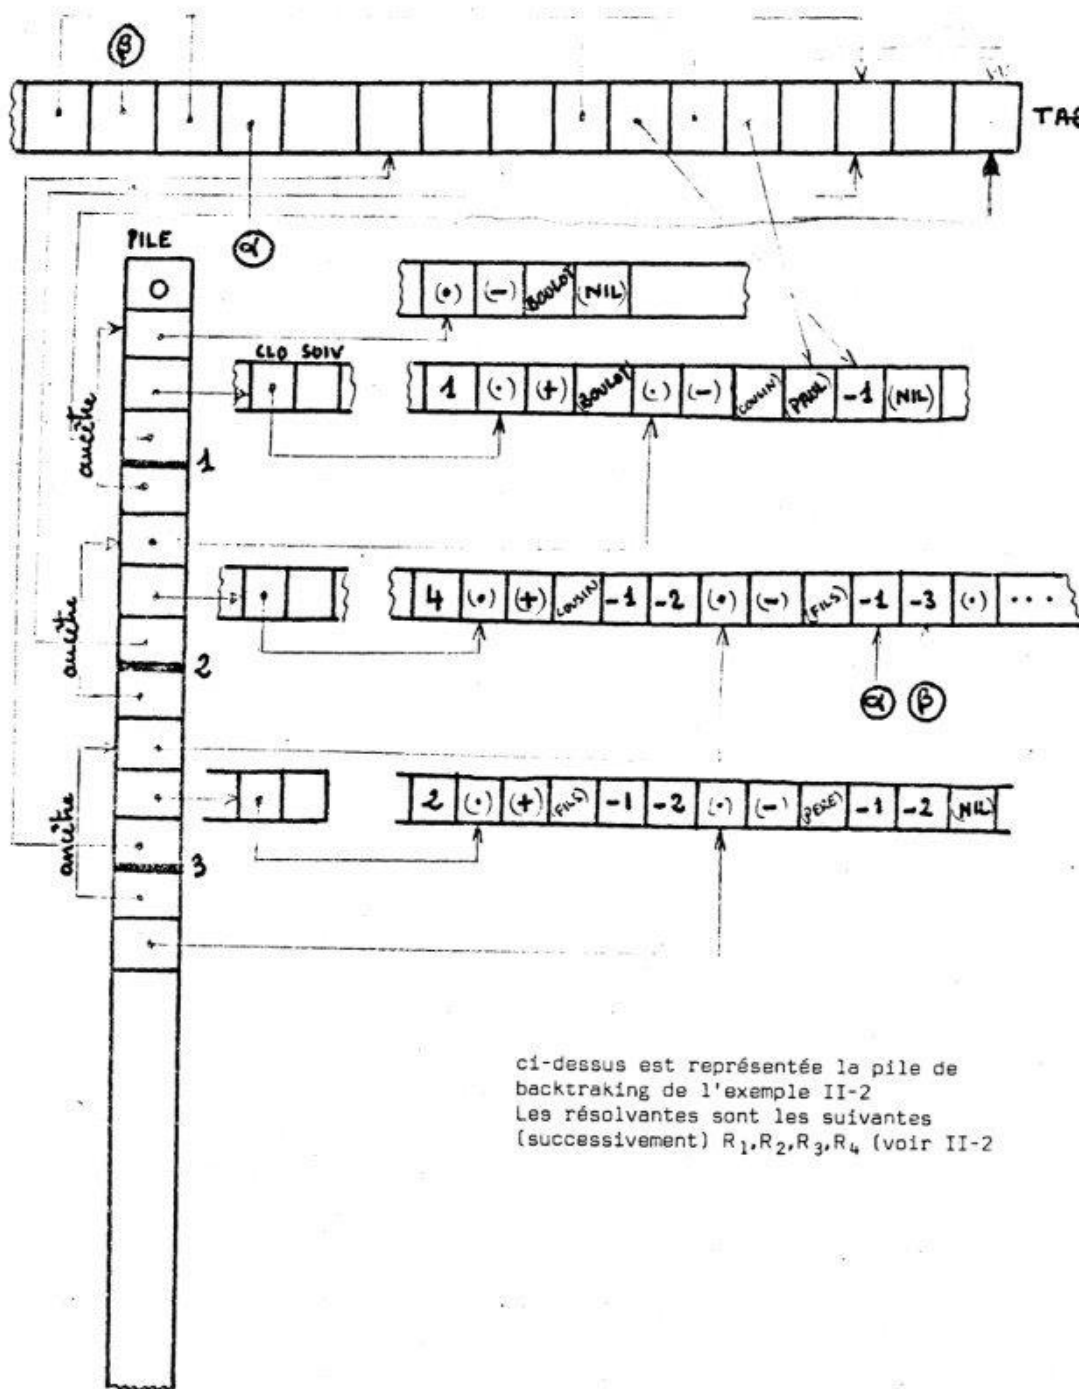 β
TAB
PILE
α
0
(•) (-) BOULOT (NIL)
CLO SUIV
1 (•) (+) BOULOT (•) (-) COUSIN PAUL -1 (NIL)
ancêtre
1
4 (•) (+) COUSIN -1 -2 (•) (-) (FILS) -1 -3 (•) ...
ancêtre
2
α β
2 (•) (+) (FILS) -1 -2 (•) (-) (PERE) -1 -2 (NIL)
ancêtre
3
ci-dessus est représentée la pile de
backtraking de l'exemple II-2
Les résolvantes sont les suivantes
(successivement) R1,R2,R3,R4 (voir II-2